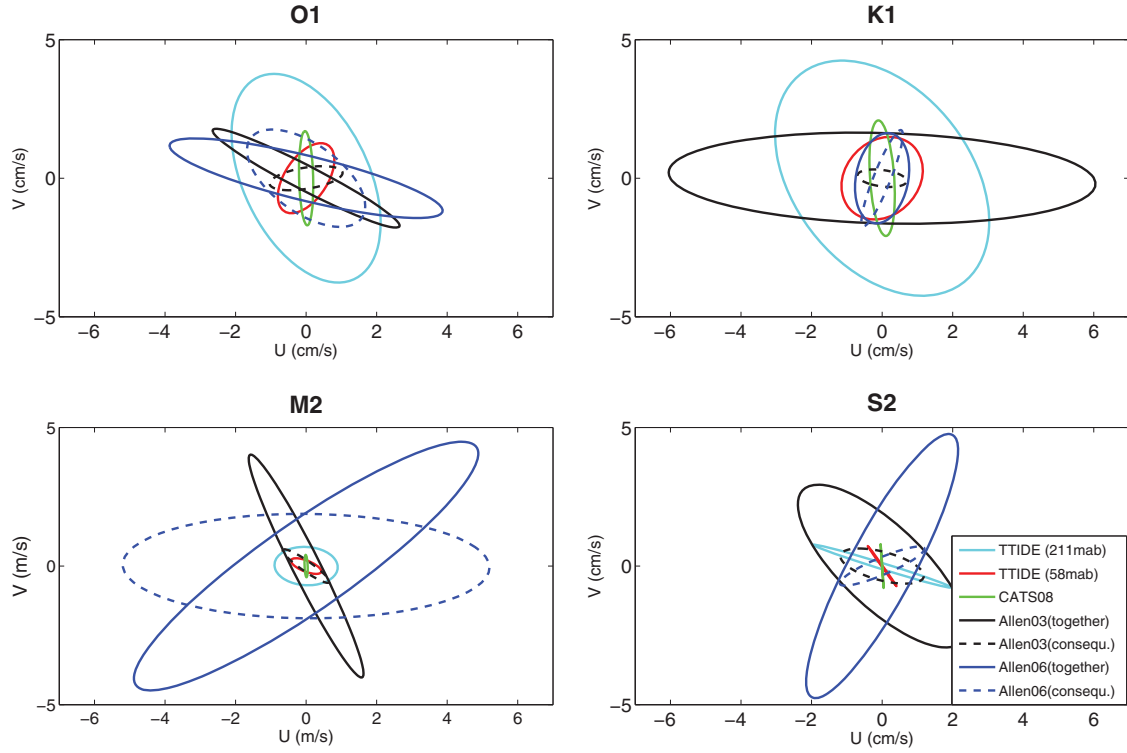 O1
5
0
−5
V (cm/s)
−6 −4 −2 0 2 4 6
U (cm/s)
K1
5
0
−5
V (cm/s)
−6 −4 −2 0 2 4 6
U (cm/s)
M2
5
0
−5
V (m/s)
−6 −4 −2 0 2 4 6
U (m/s)
S2
5
0
−5
V (cm/s)
−6 −4 −2 0 2 4 6
U (cm/s)
TTIDE (211mab)
TTIDE (58mab)
CATS08
Allen03(together)
Allen03(consequ.)
Allen06(together)
Allen06(consequ.)